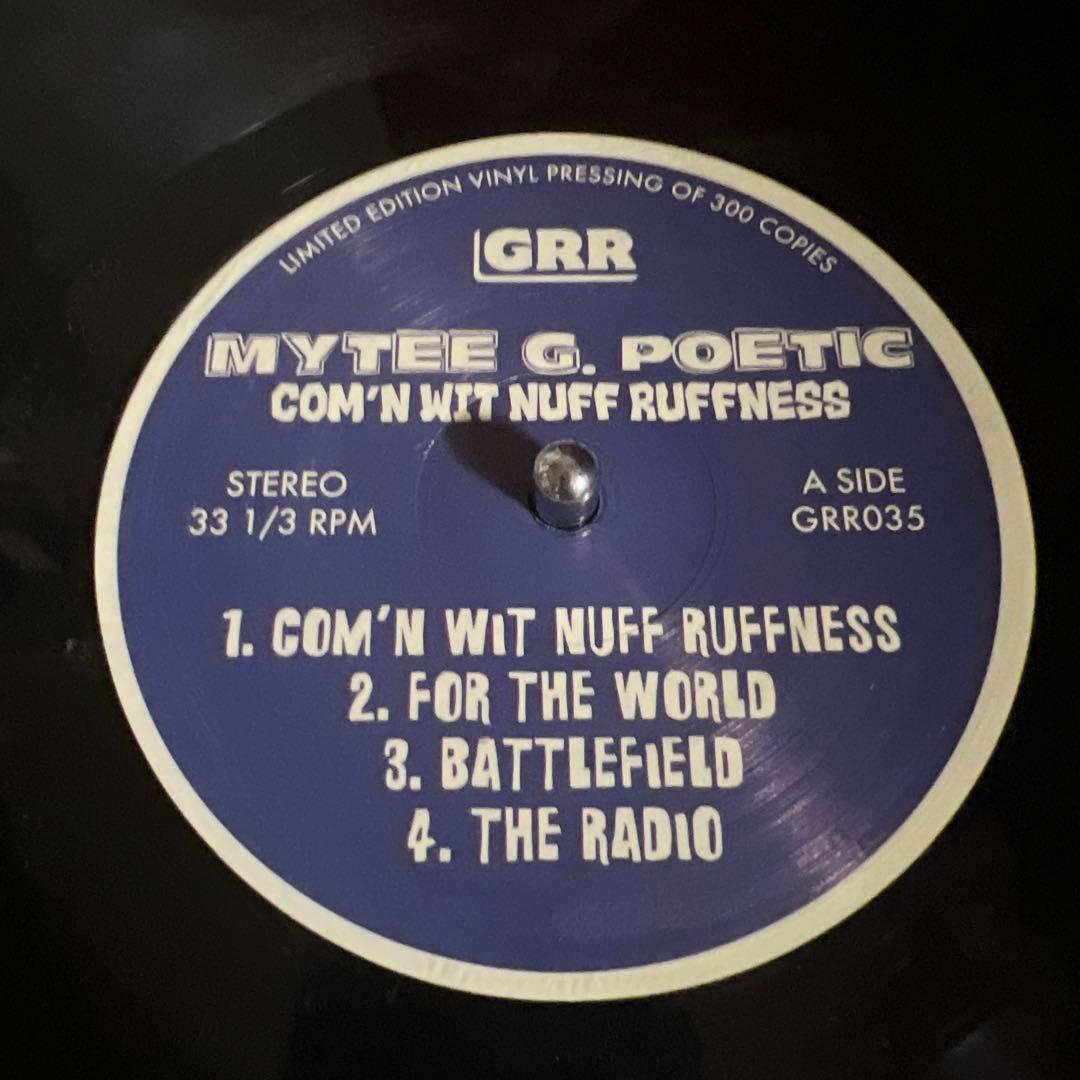 LIMITED EDITION VINYL PRESSING OF 300 COPIES
GRR
MYTEE G. POETIC
COM'N WIT NUFF RUFFNESS
STEREO
33 1/3 RPM
A SIDE
GRR035
1. COM'N WIT NUFF RUFFNESS
2. FOR THE WORLD
3. BATTLEFIELD
4. THE RADIO